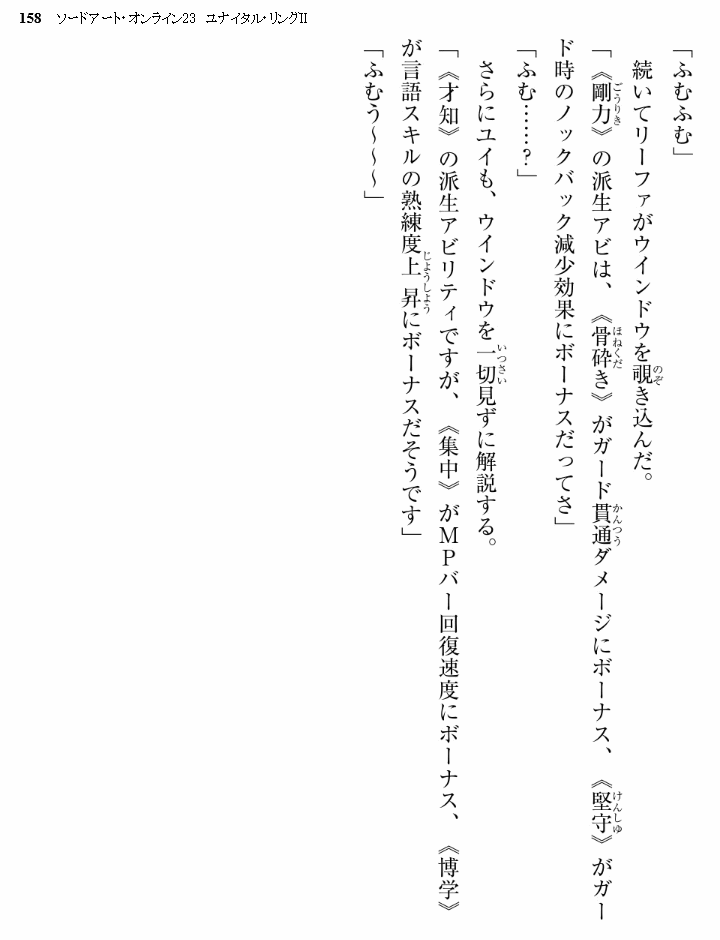 158 ソードアート・オンライン23 ユナイタル・リングII
「ふむふむ」
続いてリーファがウインドウを覗き込んだ。
「《剛力》の派生アビは、《骨砕き》がガード貫通ダメージにボーナス、《堅守》がガー
ド時のノックバック減少効果にボーナスだってさ」
「ふむ……？」
さらにユイも、ウインドウを一切見ずに解説する。
「《才知》の派生アビリティですが、《集中》がＭＰバー回復速度にボーナス、《博学》
が言語スキルの熟練度上昇にボーナスだそうです」
「ふむう～～～」